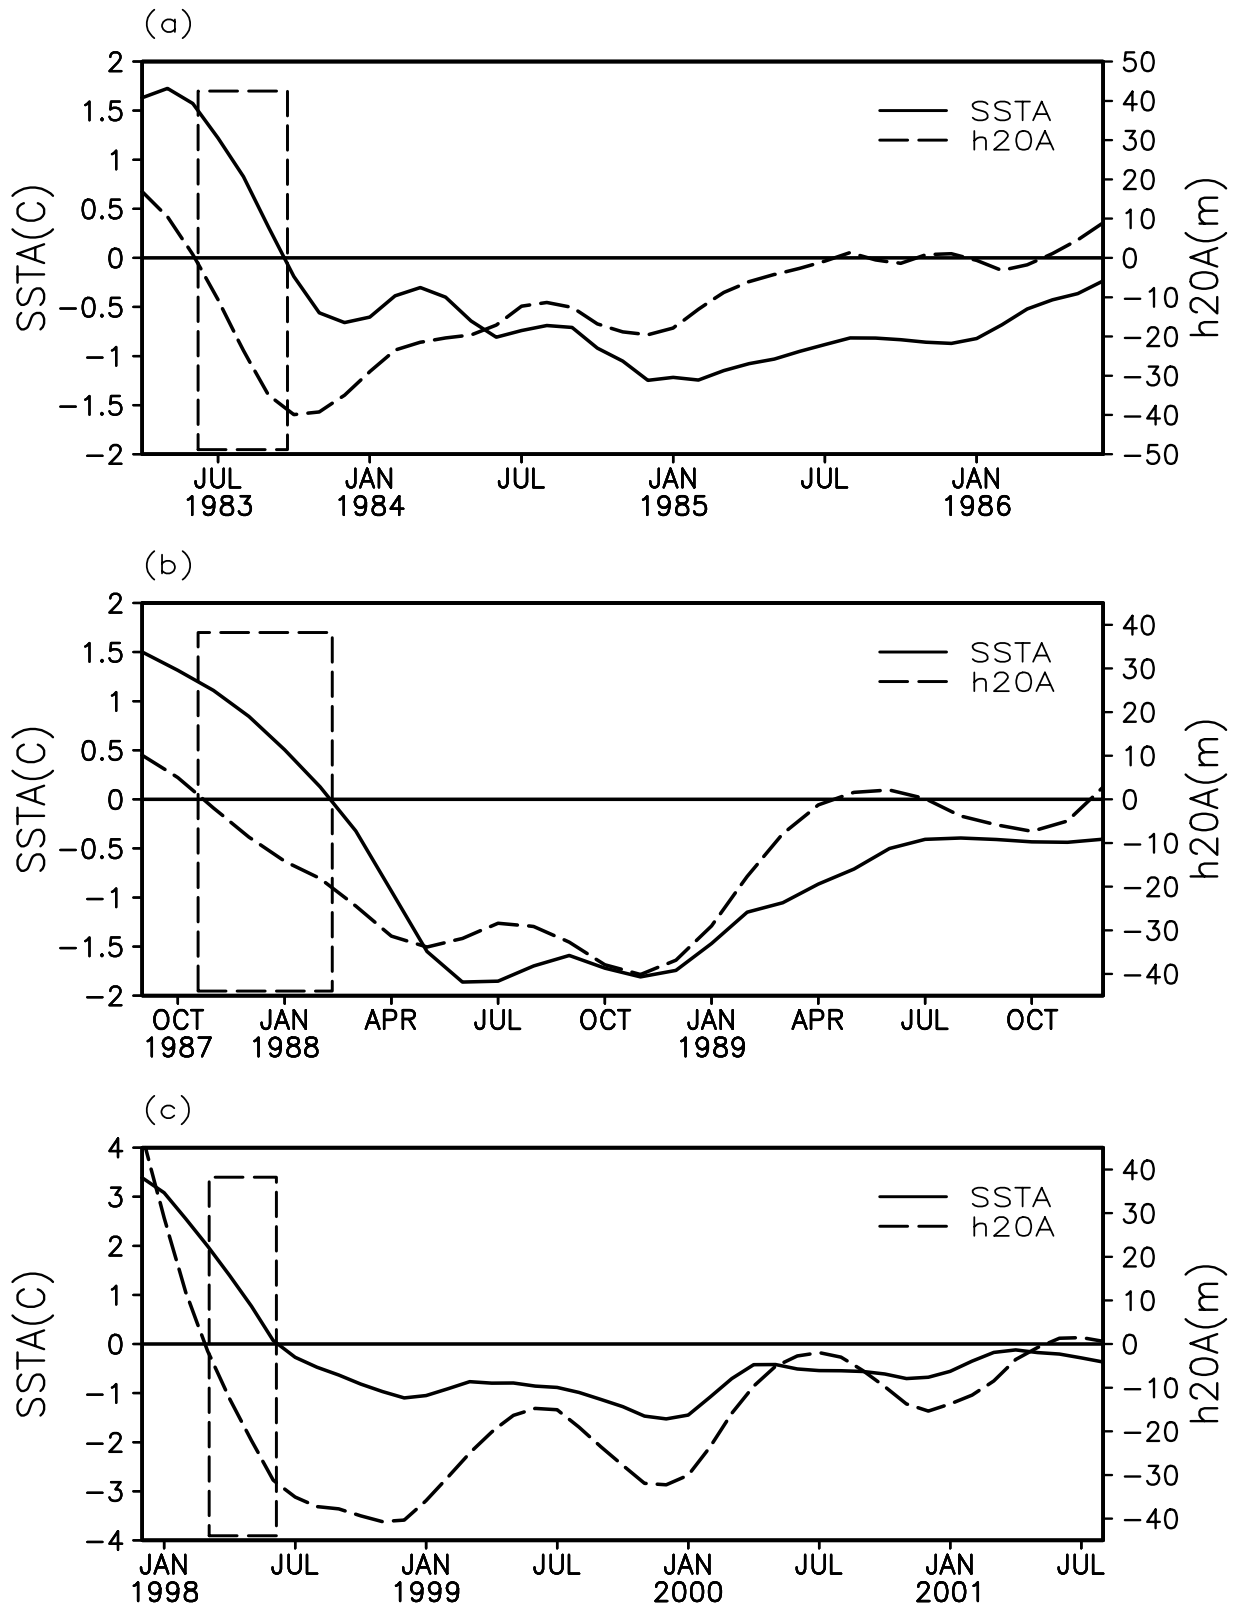 (a)
SSTA(C)
2
1.5
1
0.5
0
−0.5
−1
−1.5
−2
SSTA
h20A
50
40
30
20
10
0
−10
−20
−30
−40
−50
h20A(m)
JUL JAN JUL JAN JUL JAN
1983 1984 1985 1986
(b)
SSTA(C)
2
1.5
1
0.5
0
−0.5
−1
−1.5
−2
SSTA
h20A
40
30
20
10
0
−10
−20
−30
−40
h20A(m)
OCT JAN APR JUL OCT JAN APR JUL OCT
1987 1988 1989
(c)
SSTA(C)
4
3
2
1
0
−1
−2
−3
−4
SSTA
h20A
40
30
20
10
0
−10
−20
−30
−40
h20A(m)
JAN JUL JAN JUL JAN JUL JAN JUL
1998 1999 2000 2001